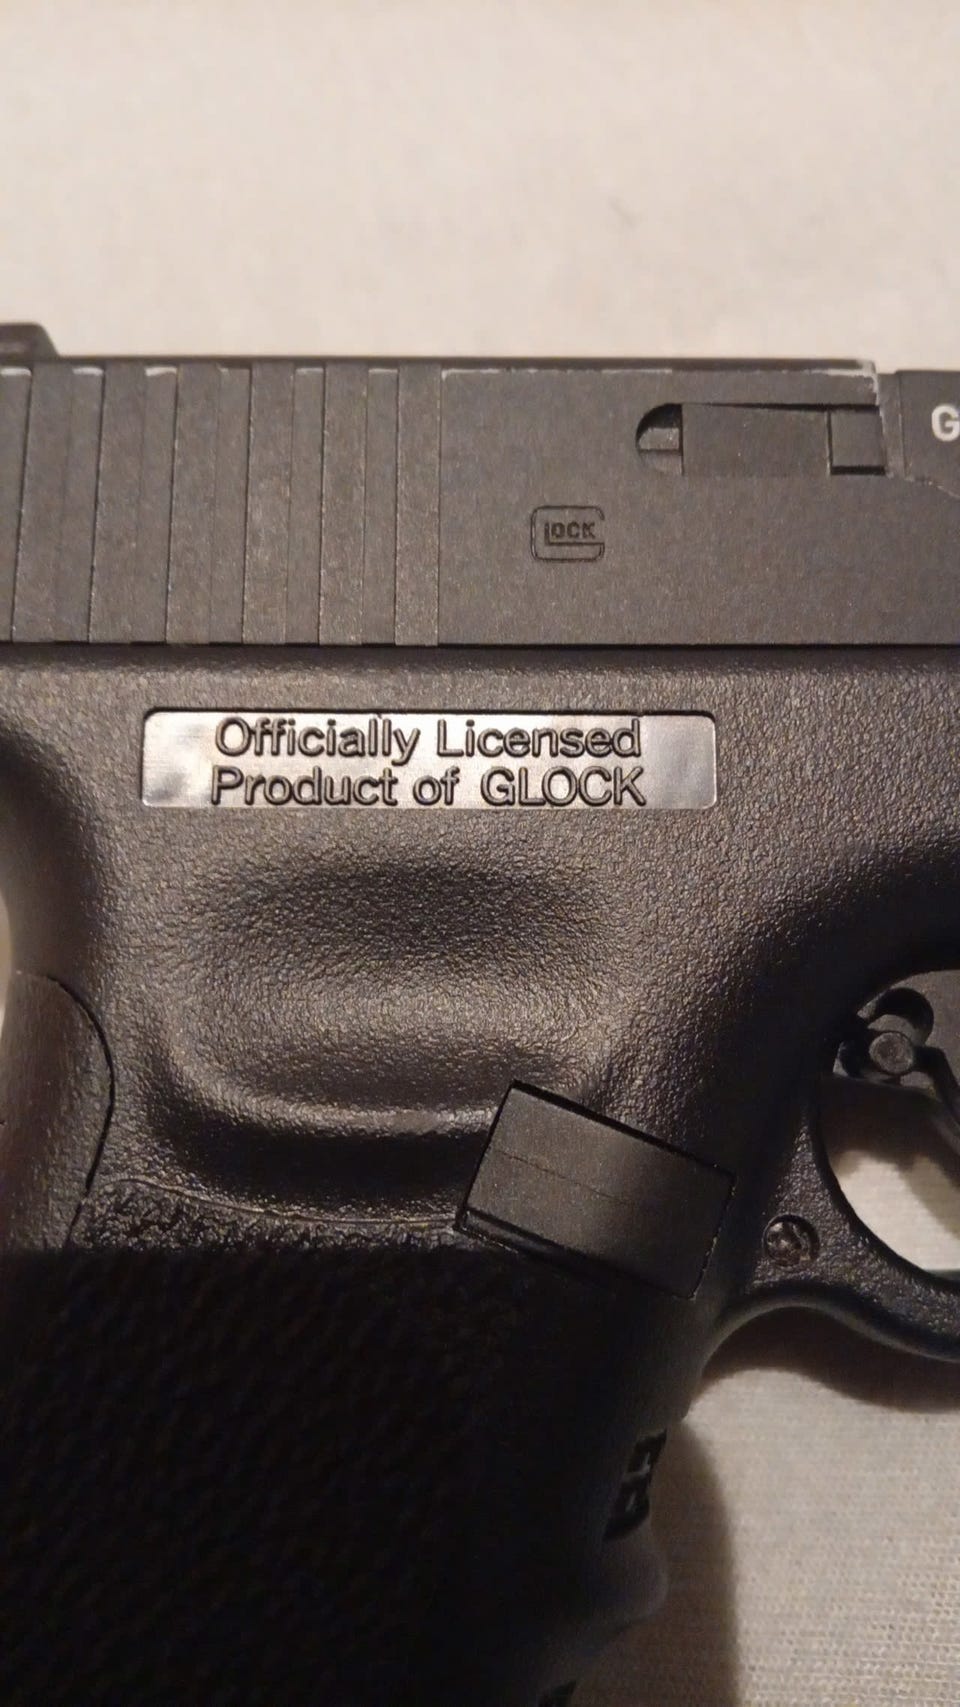 G
GLOCK
Officially Licensed
Product of GLOCK